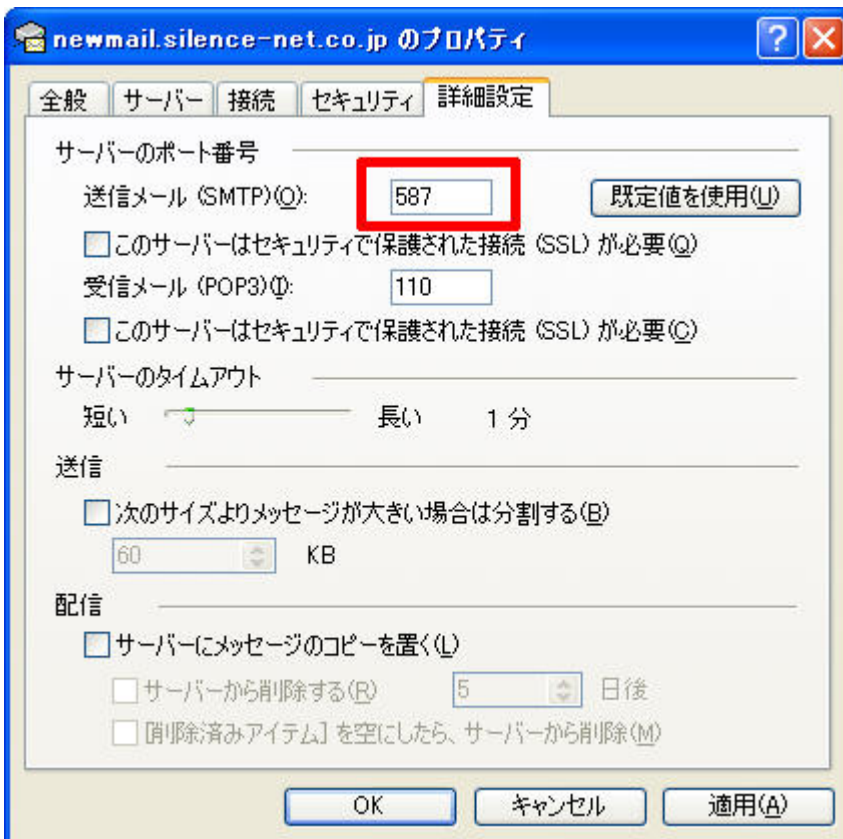 newmail.silence-net.co.jp のプロパティ
全般 サーバー 接続 セキュリティ 詳細設定
サーバーのポート番号
送信メール (SMTP)(O): 587 既定値を使用(U)
このサーバーはセキュリティで保護された接続 (SSL) が必要(Q)
受信メール (POP3)(I): 110
このサーバーはセキュリティで保護された接続 (SSL) が必要(C)
サーバーのタイムアウト
短い 長い 1 分
送信
次のサイズよりメッセージが大きい場合は分割する(B)
60 KB
配信
サーバーにメッセージのコピーを置く(L)
サーバーから削除する(R) 5 日後
[削除済みアイテム] を空にしたら、サーバーから削除(M)
OK キャンセル 適用(A)